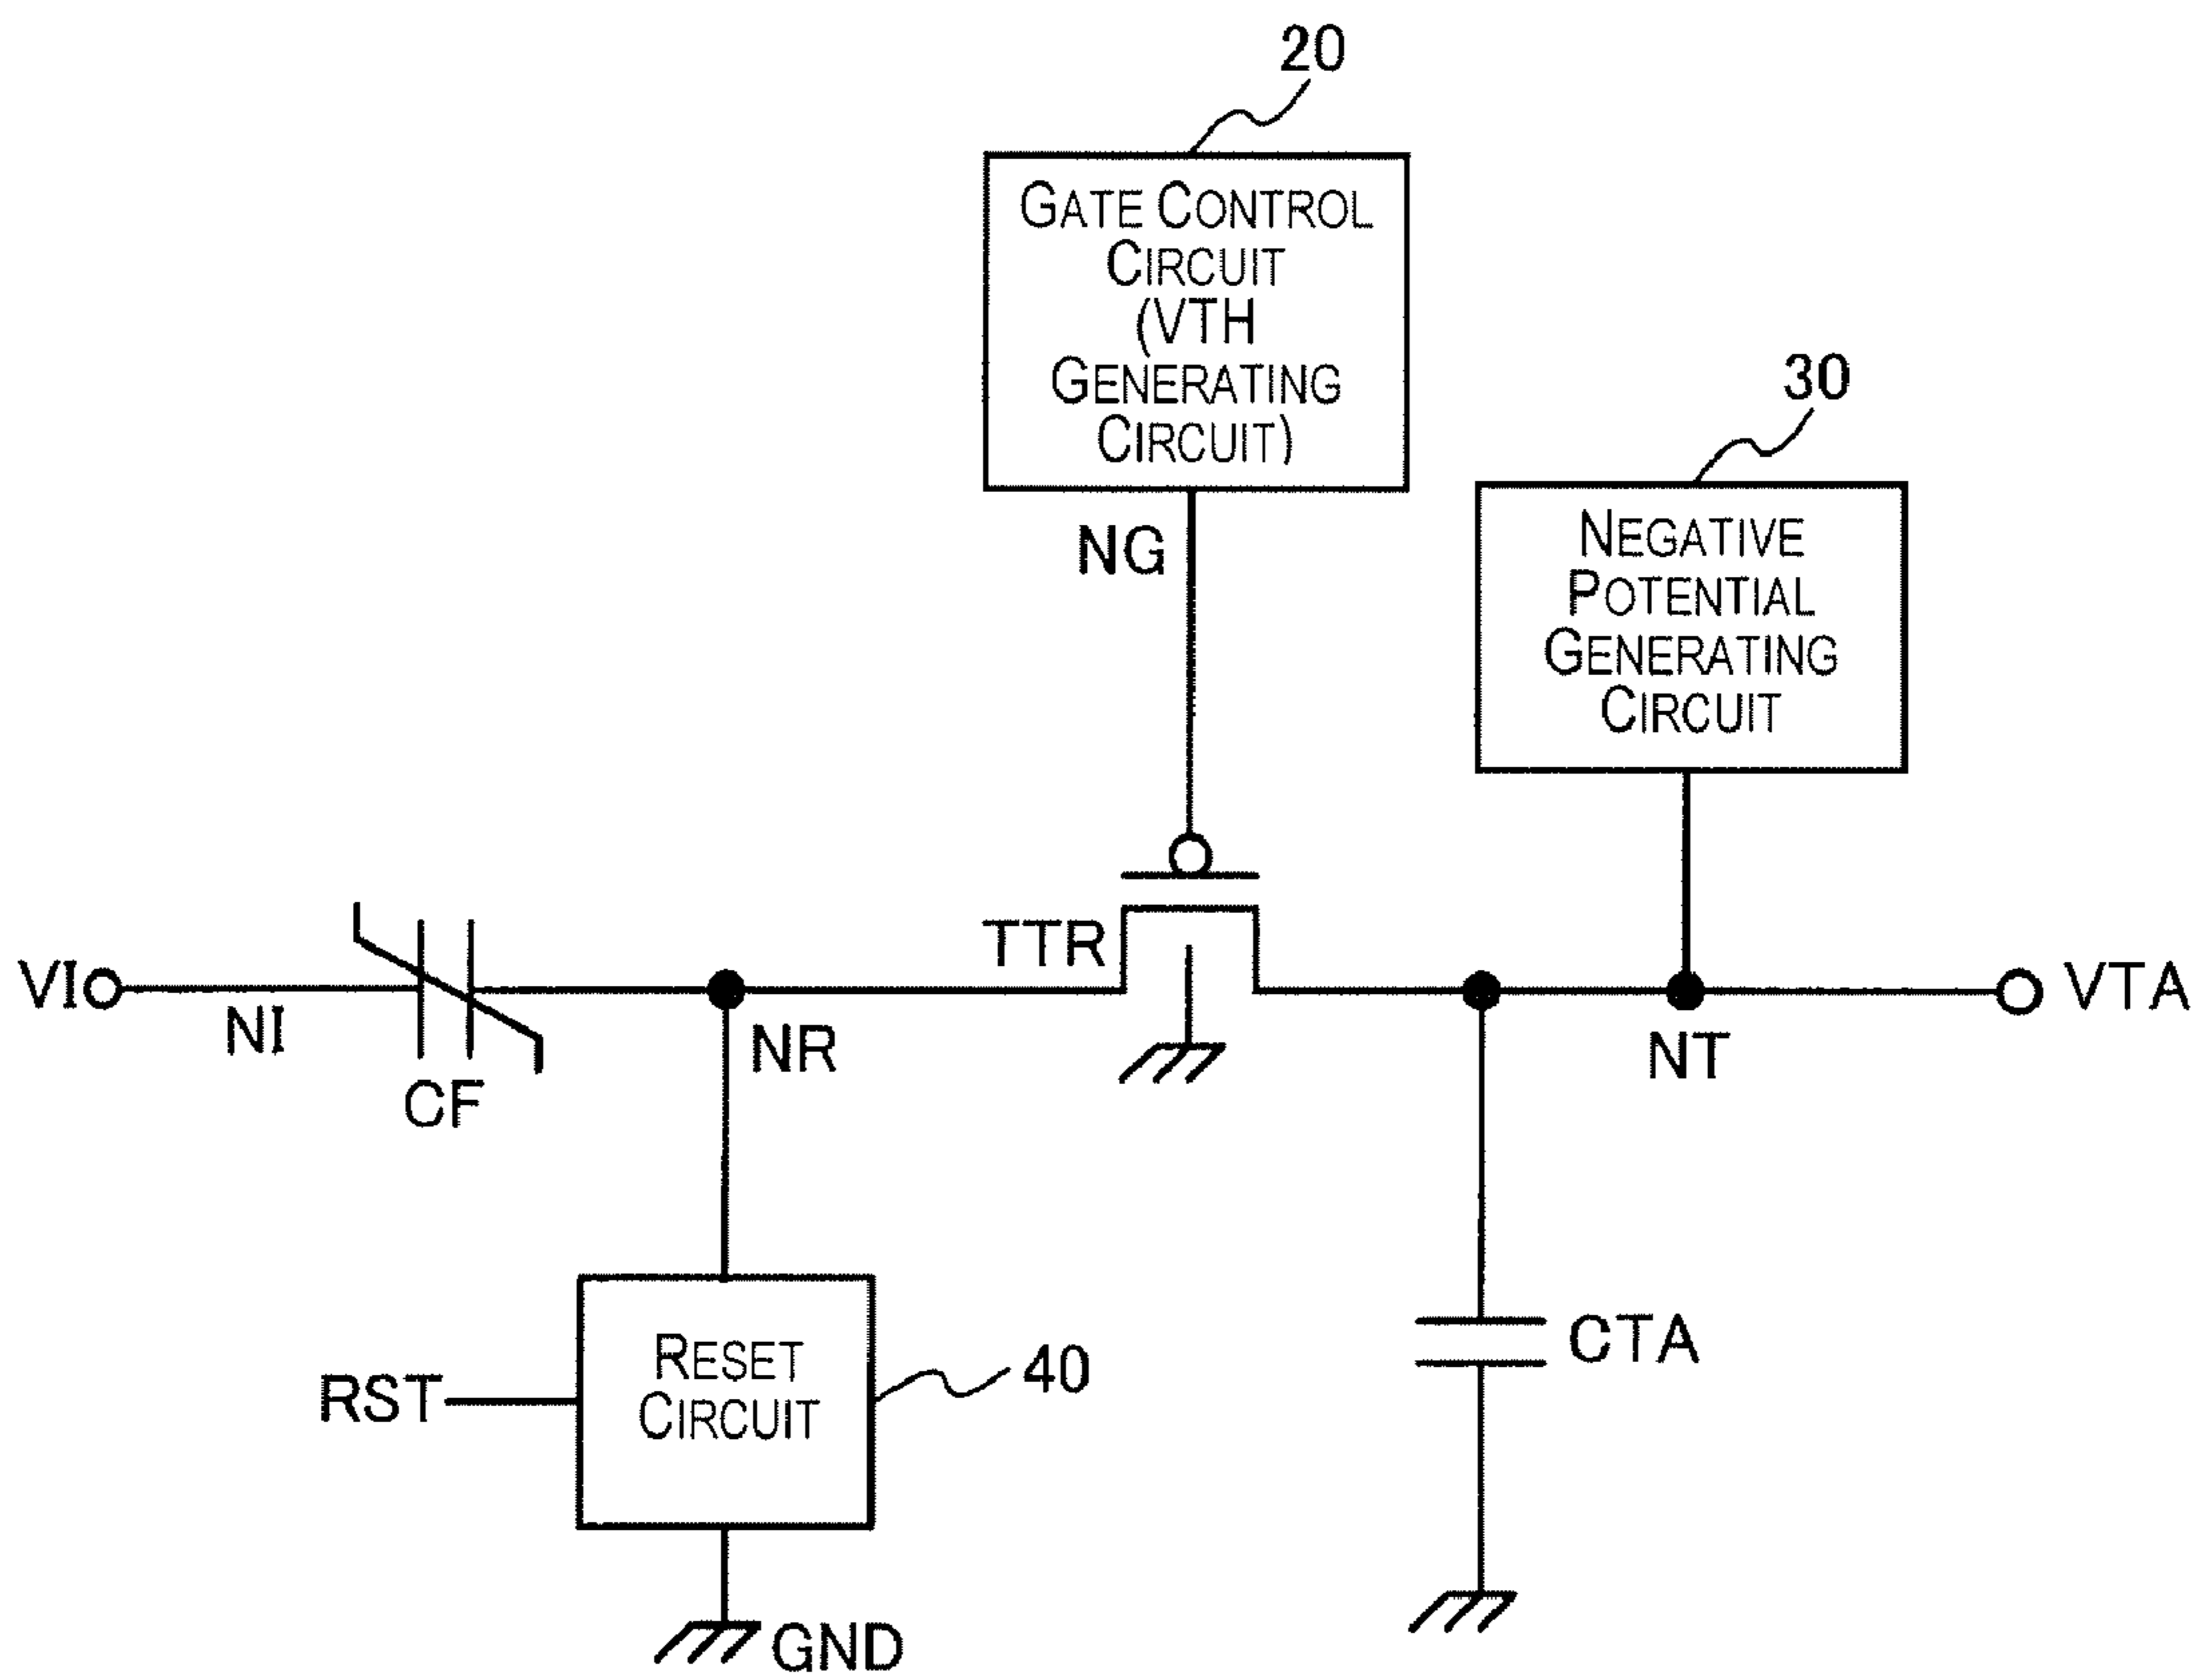 20
GATE CONTROL
CIRCUIT
(VTH
GENERATING
CIRCUIT)
30
NEGATIVE
POTENTIAL
GENERATING
CIRCUIT
NG
TTR
VI
NI
CF
NR
NT
VTA
RESET
CIRCUIT
RST
40
CTA
GND